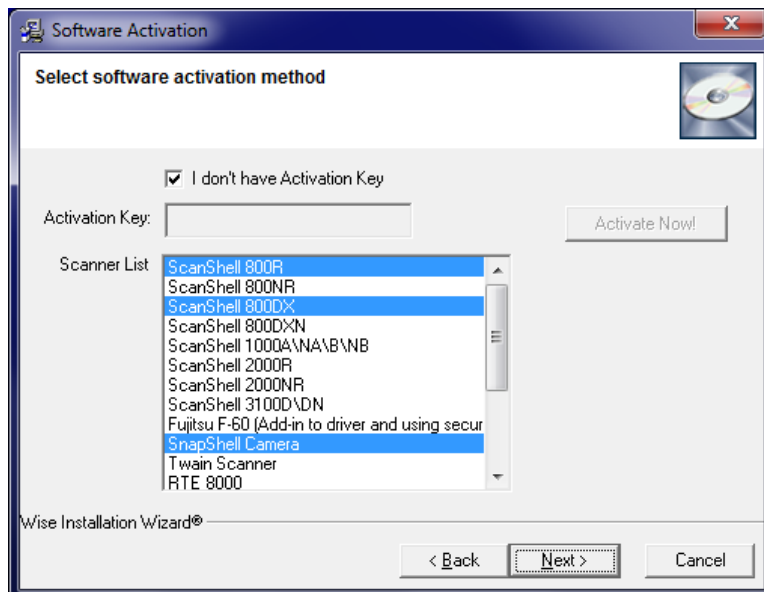 Software Activation
X
Select software activation method
I don't have Activation Key
Activation Key:
Activate Now!
Scanner List
ScanShell 800R
ScanShell 800NR
ScanShell 800DX
ScanShell 800DXN
ScanShell 1000A\NA\B\NB
ScanShell 2000R
ScanShell 2000NR
ScanShell 3100D\DN
Fujitsu F-60 (Add-in to driver and using secur
SnapShell Camera
Twain Scanner
RTE 8000
Wise Installation Wizard®
< Back
Next >
Cancel